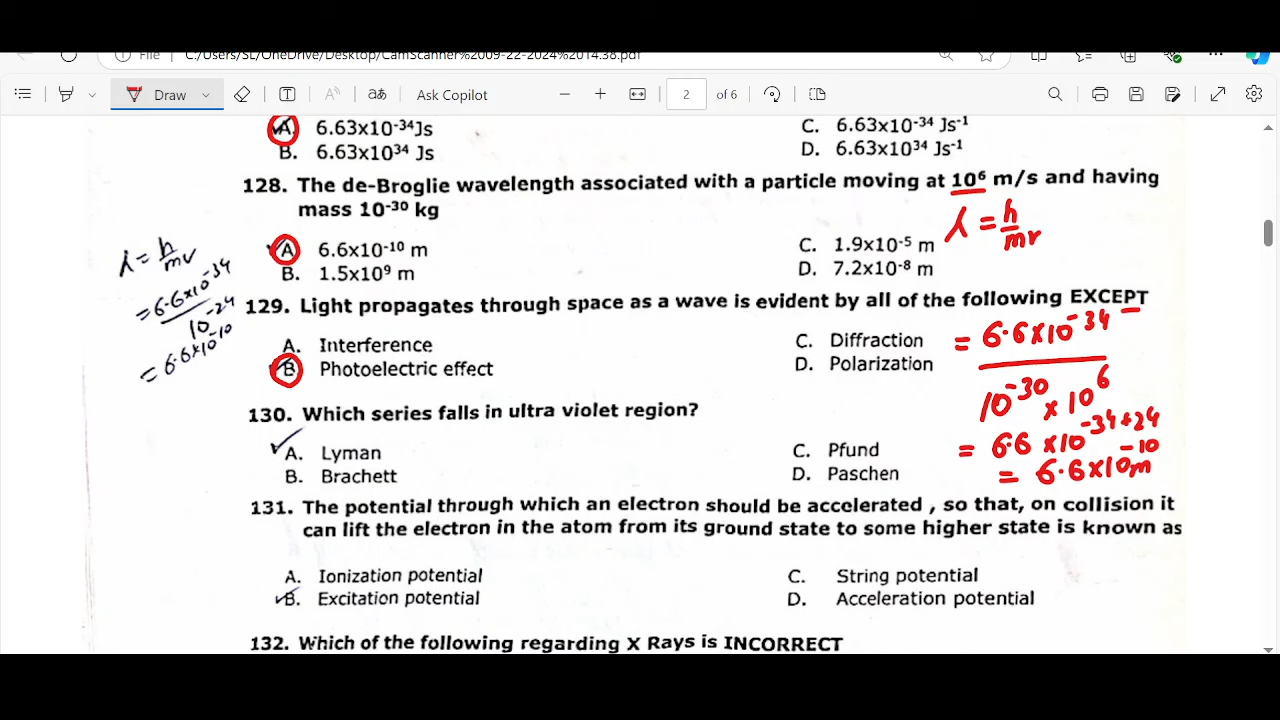 File C:/Users/SL/OneDrive/Desktop/CamScanner%2009-22-2024%2014.38.pdf
Draw Ask Copilot 2 of 6
A. 6.63x10⁻³⁴Js C. 6.63x10⁻³⁴ Js⁻¹
B. 6.63x10³⁴ Js D. 6.63x10³⁴ Js⁻¹
128. The de-Broglie wavelength associated with a particle moving at 10⁶ m/s and having
mass 10⁻³⁰ kg
λ = h/mv
A 6.6x10⁻¹⁰ m C. 1.9x10⁻⁵ m
B. 1.5x10⁹ m D. 7.2x10⁻⁸ m
λ = h/mv
= 6.6x10⁻³⁴ / 10⁻²⁴
= 6.6x10⁻¹⁰
129. Light propagates through space as a wave is evident by all of the following EXCEPT
A. Interference C. Diffraction
B Photoelectric effect D. Polarization
= 6.6x10⁻³⁴ / 10⁻³⁰ x 10⁶
= 6.6 x10⁻³⁴⁺²⁴
= 6.6x10⁻¹⁰m
130. Which series falls in ultra violet region?
A. Lyman C. Pfund
B. Brachett D. Paschen
131. The potential through which an electron should be accelerated , so that, on collision it
can lift the electron in the atom from its ground state to some higher state is known as
A. Ionization potential C. String potential
B. Excitation potential D. Acceleration potential
132. Which of the following regarding X Rays is INCORRECT